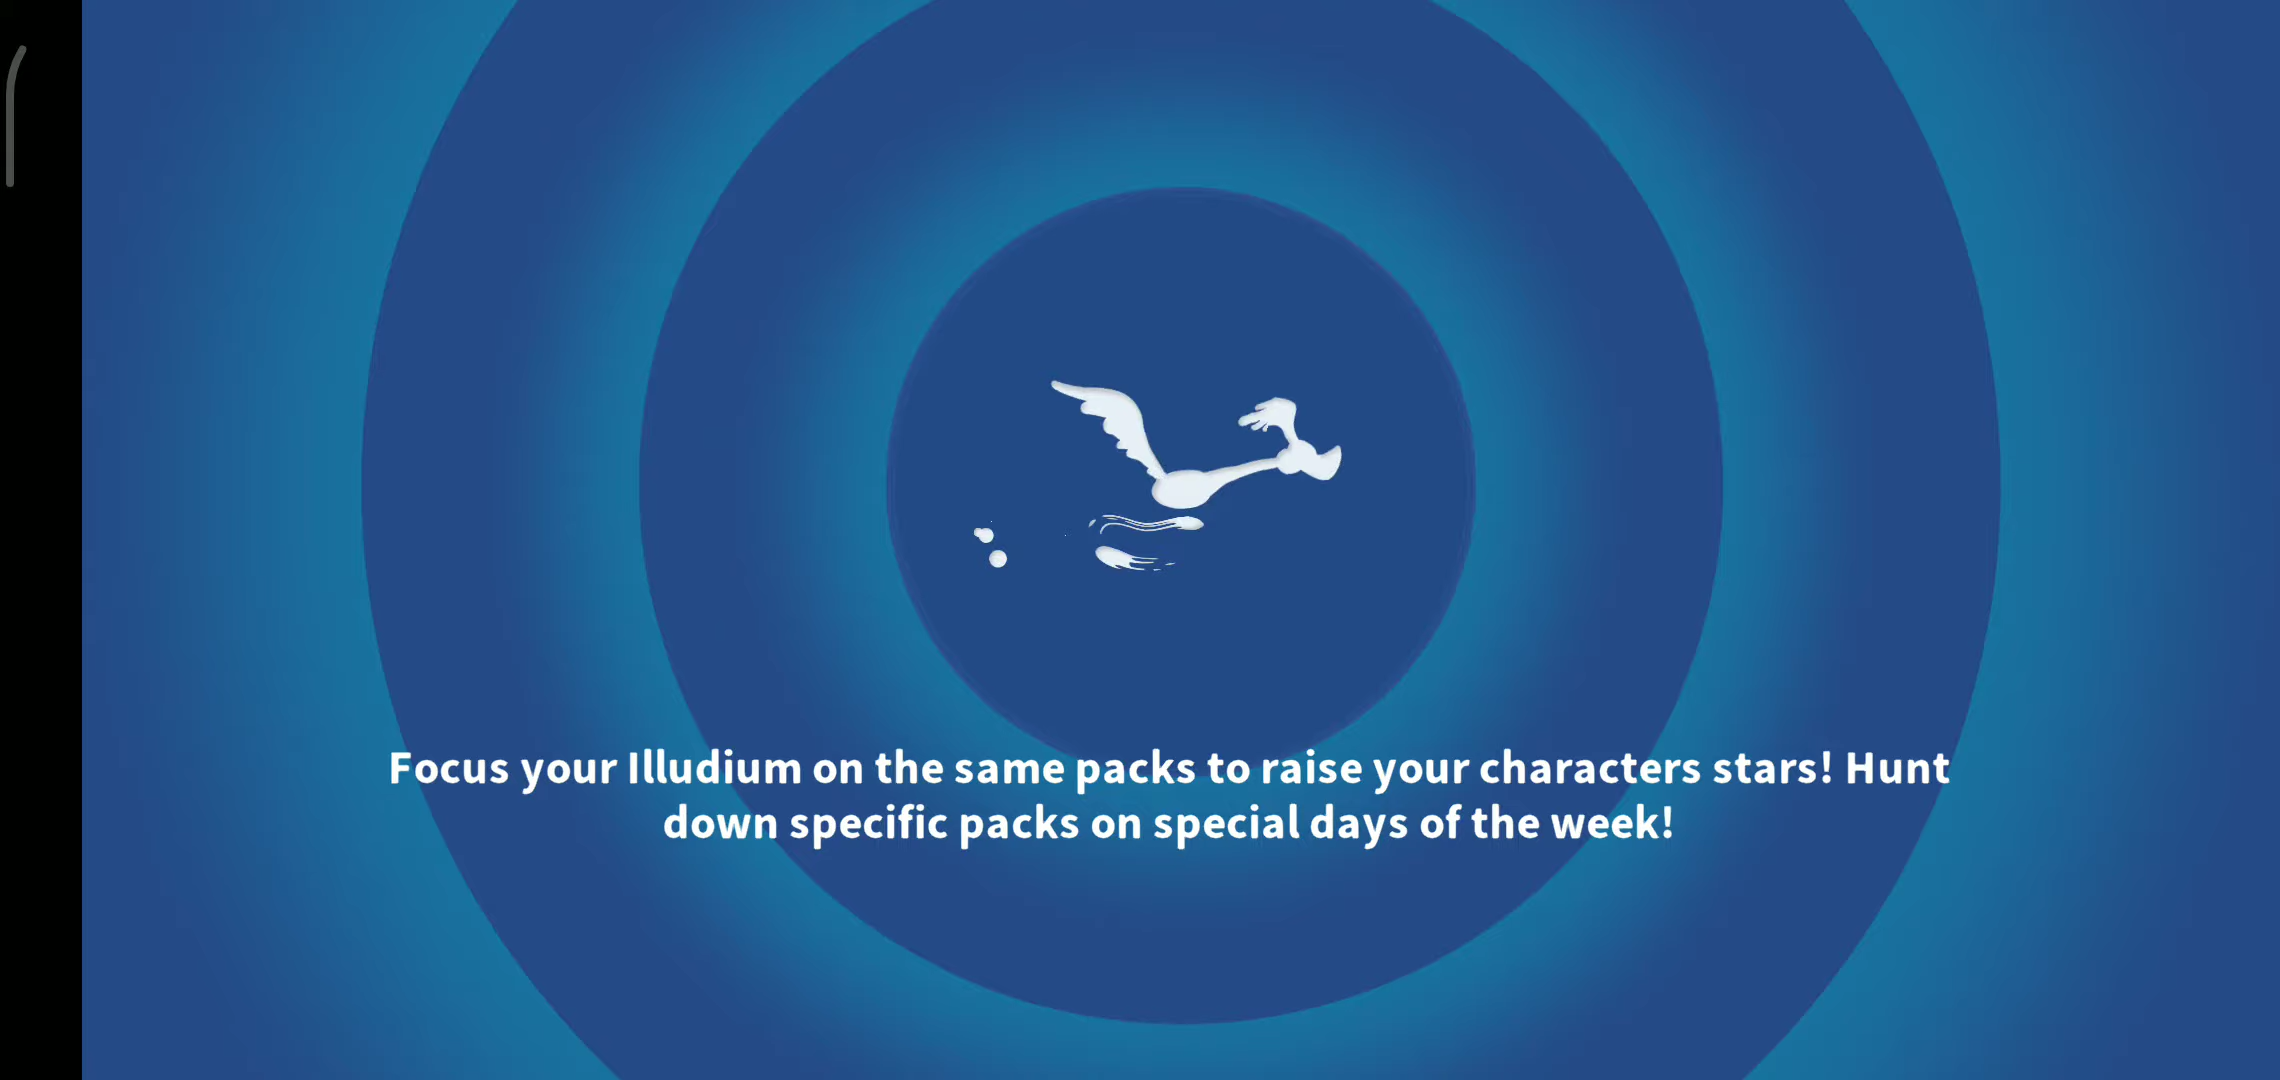 Focus your Illudium on the same packs to raise your characters stars! Hunt
down specific packs on special days of the week!